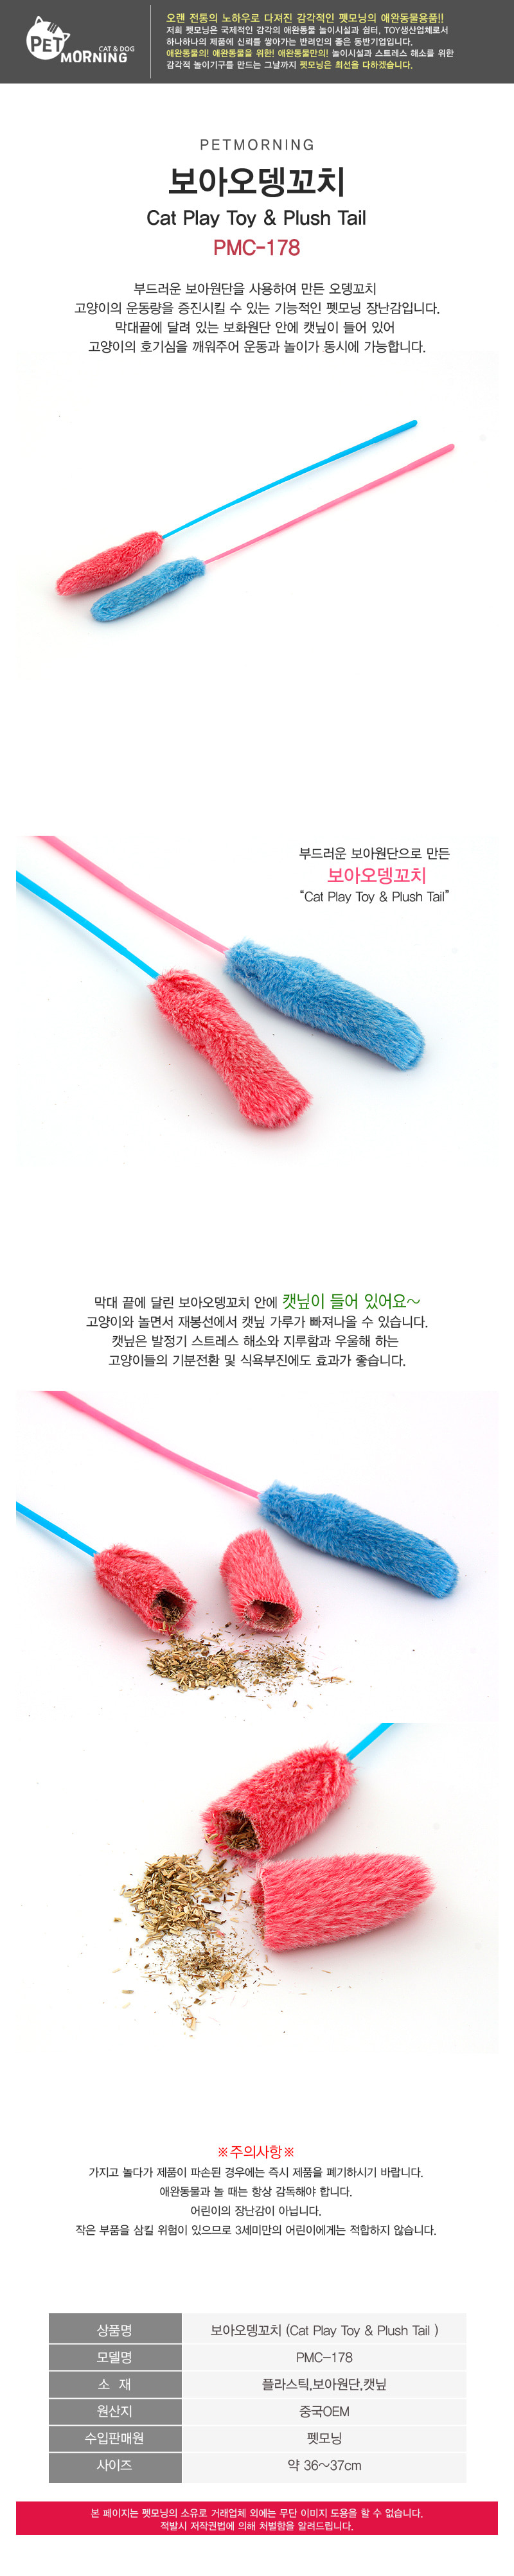 PET
MORNING
CAT & DOG
오랜 전통의 노하우로 다져진 감각적인 펫모닝의 애완동물용품!!
저희 펫모닝은 국제적인 감각의 애완동물 놀이시설과 쉼터, TOY생산업체로서
하나하나의 제품에 신뢰를 쌓아가는 반려인의 좋은 동반기업입니다.
애완동물의! 애완동물을 위한! 애완동물만의! 놀이시설과 스트레스 해소를 위한
감각적 놀이기구를 만드는 그날까지 펫모닝은 최선을 다하겠습니다.
PETMORNING
보아오뎅꼬치
Cat Play Toy & Plush Tail
PMC-178
부드러운 보아원단을 사용하여 만든 오뎅꼬치
고양이의 운동량을 증진시킬 수 있는 기능적인 펫모닝 장난감입니다.
막대끝에 달려 있는 보화원단 안에 캣닢이 들어 있어
고양이의 호기심을 깨워주어 운동과 놀이가 동시에 가능합니다.
부드러운 보아원단으로 만든
보아오뎅꼬치
“Cat Play Toy & Plush Tail”
막대 끝에 달린 보아오뎅꼬치 안에 캣닢이 들어 있어요~
고양이와 놀면서 재봉선에서 캣닢 가루가 빠져나올 수 있습니다.
캣닢은 발정기 스트레스 해소와 지루함과 우울해 하는
고양이들의 기분전환 및 식욕부진에도 효과가 좋습니다.
※주의사항※
가지고 놀다가 제품이 파손된 경우에는 즉시 제품을 폐기하시기 바랍니다.
애완동물과 놀 때는 항상 감독해야 합니다.
어린이의 장난감이 아닙니다.
작은 부품을 삼킬 위험이 있으므로 3세미만의 어린이에게는 적합하지 않습니다.
상품명 보아오뎅꼬치 (Cat Play Toy & Plush Tail )
모델명 PMC-178
소 재 플라스틱,보아원단,캣닢
원산지 중국OEM
수입판매원 펫모닝
사이즈 약 36~37cm
본 페이지는 펫모닝의 소유로 거래업체 외에는 무단 이미지 도용을 할 수 없습니다.
적발시 저작권법에 의해 처벌함을 알려드립니다.